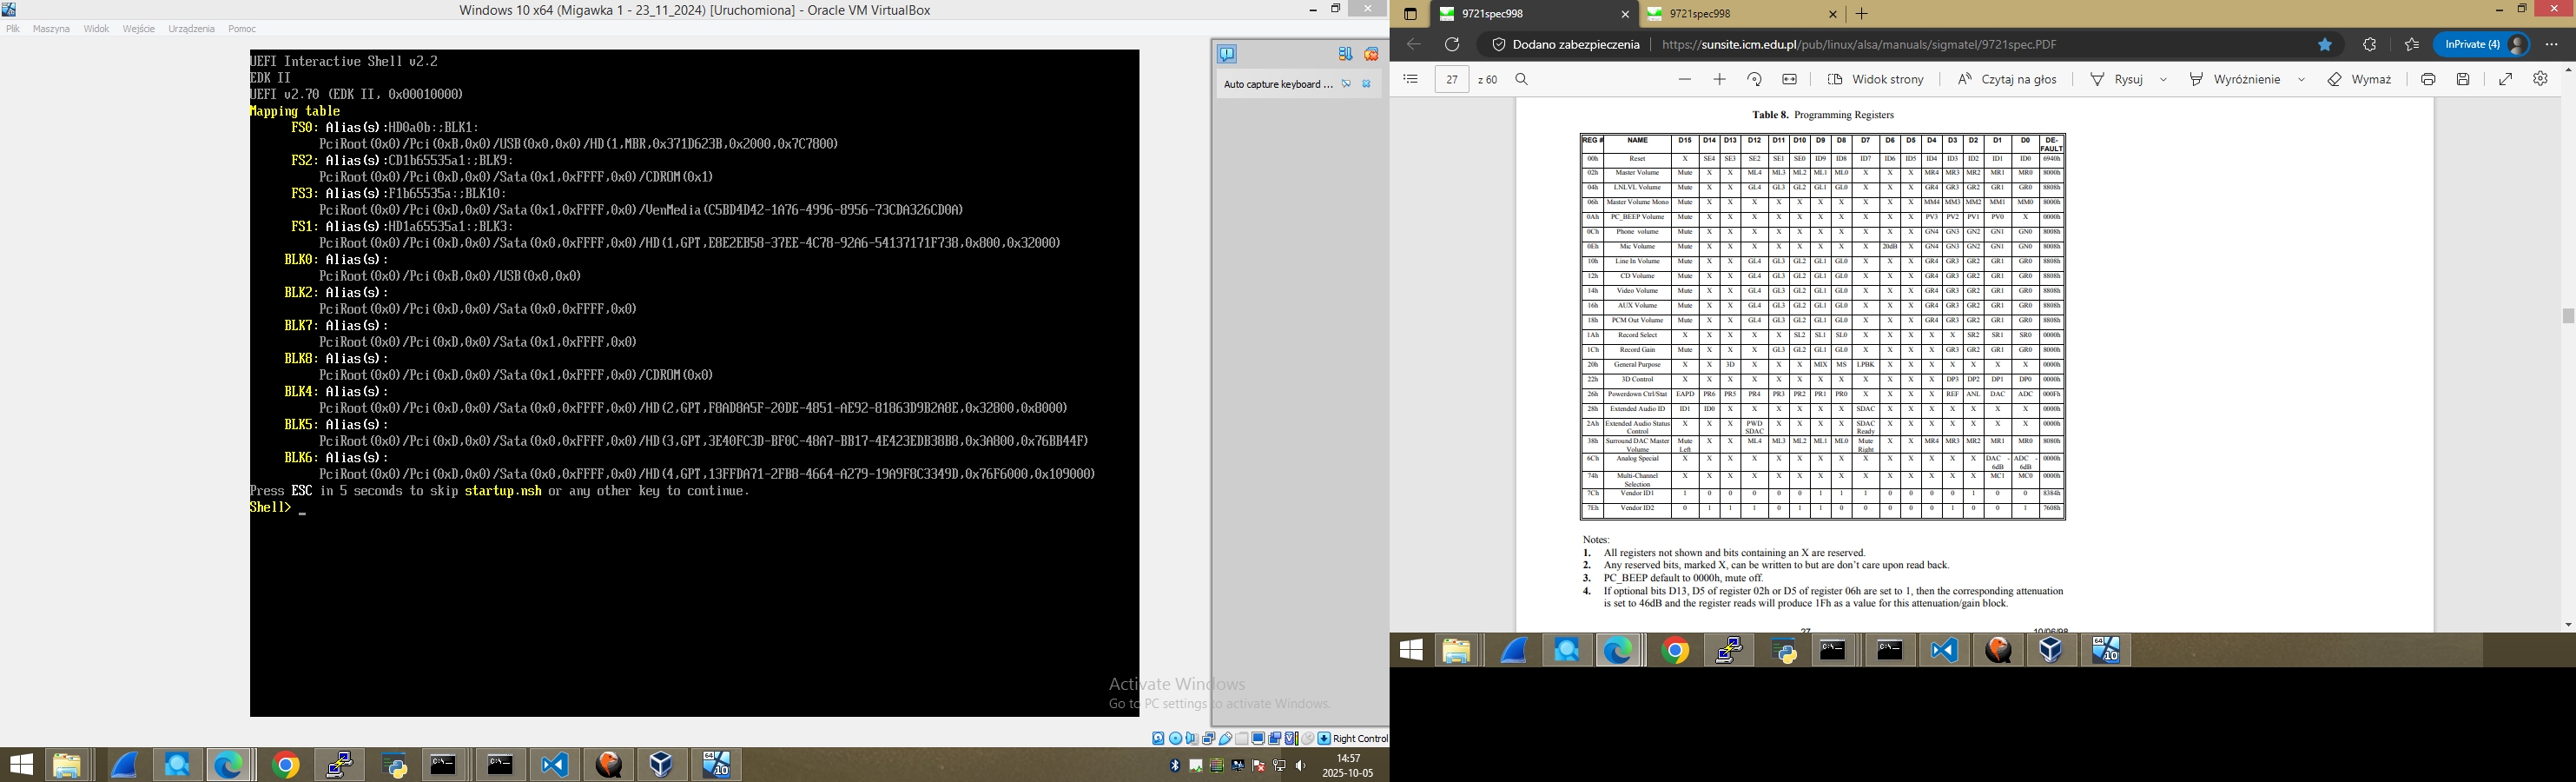 Windows 10 x64 (Migawka 1 - 23_11_2024) [Uruchomiona] - Oracle VM VirtualBox
Plik Maszyna Widok Wejście Urządzenia Pomoc
UEFI Interactive Shell v2.2
EDK II
UEFI v2.70 (EDK II, 0x00010000)
Mapping table
FS0: Alias(s):HD0a0b:;BLK1:
PciRoot(0x0)/Pci(0xB,0x0)/USB(0x0,0x0)/HD(1,MBR,0x371D623B,0x2000,0x7C7800)
FS2: Alias(s):CD1b65535a1:;BLK9:
PciRoot(0x0)/Pci(0xD,0x0)/Sata(0x1,0xFFFF,0x0)/CDROM(0x1)
FS3: Alias(s):F1b65535a:;BLK10:
PciRoot(0x0)/Pci(0xD,0x0)/Sata(0x1,0xFFFF,0x0)/VenMedia(C5BD4D42-1A76-4996-8956-73CDA326CD0A)
FS1: Alias(s):HD1a65535a1:;BLK3:
PciRoot(0x0)/Pci(0xD,0x0)/Sata(0x0,0xFFFF,0x0)/HD(1,GPT,E8E2EB58-37EE-4C78-92A6-54137171F738,0x800,0x32000)
BLK0: Alias(s):
PciRoot(0x0)/Pci(0xB,0x0)/USB(0x0,0x0)
BLK2: Alias(s):
PciRoot(0x0)/Pci(0xD,0x0)/Sata(0x0,0xFFFF,0x0)
BLK7: Alias(s):
PciRoot(0x0)/Pci(0xD,0x0)/Sata(0x1,0xFFFF,0x0)
BLK8: Alias(s):
PciRoot(0x0)/Pci(0xD,0x0)/Sata(0x1,0xFFFF,0x0)/CDROM(0x0)
BLK4: Alias(s):
PciRoot(0x0)/Pci(0xD,0x0)/Sata(0x0,0xFFFF,0x0)/HD(2,GPT,F8AD8A5F-20DE-4851-AE92-81863D9B2A8E,0x32800,0x8000)
BLK5: Alias(s):
PciRoot(0x0)/Pci(0xD,0x0)/Sata(0x0,0xFFFF,0x0)/HD(3,GPT,3E40FC3D-BF0C-48A7-BB17-4E423EDB38B8,0x3A800,0x76BB44F)
BLK6: Alias(s):
PciRoot(0x0)/Pci(0xD,0x0)/Sata(0x0,0xFFFF,0x0)/HD(4,GPT,13FFDA71-2FB8-4664-A279-19A9F8C3349D,0x76F6000,0x109000)
Press ESC in 5 seconds to skip startup.nsh or any other key to continue.
Shell> _
Auto capture keyboard ...
Activate Windows
Go to PC settings to activate Windows.
Right Control
14:57
2025-10-05
9721spec998
9721spec998
Dodano zabezpieczenia https://sunsite.icm.edu.pl/pub/linux/alsa/manuals/sigmatel/9721spec.PDF
InPrivate (4)
27 z 60 Widok strony Czytaj na głos Rysuj Wyróżnienie Wymaż
Table 8. Programming Registers
REG # NAME D15 D14 D13 D12 D11 D10 D9 D8 D7 D6 D5 D4 D3 D2 D1 D0 DE-FAULT
00h Reset X SE4 SE3 SE2 SE1 SE0 ID9 ID8 ID7 ID6 ID5 ID4 ID3 ID2 ID1 ID0 6940h
02h Master Volume Mute X X ML4 ML3 ML2 ML1 ML0 X X X MR4 MR3 MR2 MR1 MR0 8000h
04h LNLVL Volume Mute X X GL4 GL3 GL2 GL1 GL0 X X X GR4 GR3 GR2 GR1 GR0 8808h
06h Master Volume Mono Mute X X X X X X X X X X MM4 MM3 MM2 MM1 MM0 8000h
0Ah PC_BEEP Volume Mute X X X X X X X X X X PV3 PV2 PV1 PV0 X 0000h
0Ch Phone volume Mute X X X X X X X X X X GN4 GN3 GN2 GN1 GN0 8008h
0Eh Mic Volume Mute X X X X X X X X 20dB X GN4 GN3 GN2 GN1 GN0 8008h
10h Line In Volume Mute X X GL4 GL3 GL2 GL1 GL0 X X X GR4 GR3 GR2 GR1 GR0 8808h
12h CD Volume Mute X X GL4 GL3 GL2 GL1 GL0 X X X GR4 GR3 GR2 GR1 GR0 8808h
14h Video Volume Mute X X GL4 GL3 GL2 GL1 GL0 X X X GR4 GR3 GR2 GR1 GR0 8808h
16h AUX Volume Mute X X GL4 GL3 GL2 GL1 GL0 X X X GR4 GR3 GR2 GR1 GR0 8808h
18h PCM Out Volume Mute X X GL4 GL3 GL2 GL1 GL0 X X X GR4 GR3 GR2 GR1 GR0 8808h
1Ah Record Select X X X X X SL2 SL1 SL0 X X X X X SR2 SR1 SR0 0000h
1Ch Record Gain Mute X X X GL3 GL2 GL1 GL0 X X X X GR3 GR2 GR1 GR0 8000h
20h General Purpose X X 3D X X X MIX MS LPBK X X X X X X X 0000h
22h 3D Control X X X X X X X X X X X X DP3 DP2 DP1 DP0 0000h
26h Powerdown Ctrl/Stat EAPD PR6 PR5 PR4 PR3 PR2 PR1 PR0 X X X X REF ANL DAC ADC 000Fh
28h Extended Audio ID ID1 ID0 X X X X X X SDAC X X X X X X X 0000h
2Ah Extended Audio Status Control X X X PWD SDAC X X X X SDAC Ready X X X X X X X 0000h
38h Surround DAC Master Volume Mute Left X X ML4 ML3 ML2 ML1 ML0 Mute Right X X MR4 MR3 MR2 MR1 MR0 8080h
6Ch Analog Special X X X X X X X X X X X X X X DAC - 6dB ADC - 6dB 0000h
74h Multi-Channel Selection X X X X X X X X X X X X X X MC1 MC0 0000h
7Ch Vendor ID1 1 0 0 0 0 0 1 1 1 0 0 0 0 1 0 0 8384h
7Eh Vendor ID2 0 1 1 1 0 1 1 0 0 0 0 0 1 0 0 1 7608h
Notes:
1. All registers not shown and bits containing an X are reserved.
2. Any reserved bits, marked X, can be written to but are don't care upon read back.
3. PC_BEEP default to 0000h, mute off.
4. If optional bits D13, D5 of register 02h or D5 of register 06h are set to 1, then the corresponding attenuation
is set to 46dB and the register reads will produce 1Fh as a value for this attenuation/gain block.
27 10/06/98